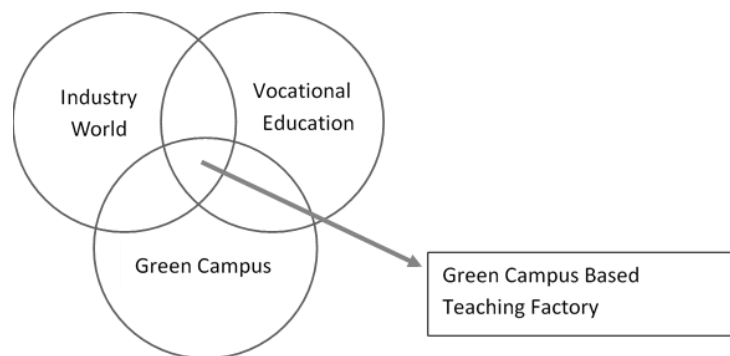 Industry
World
Vocational
Education
Green Campus
Green Campus Based
Teaching Factory